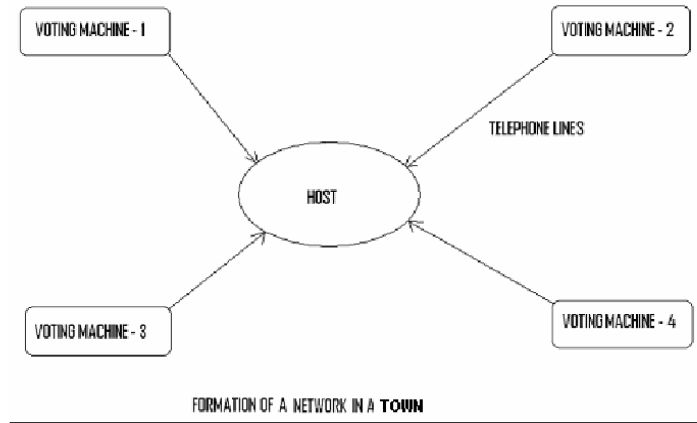 VOTING MACHINE - 1
VOTING MACHINE - 2
TELEPHONE LINES
HOST
VOTING MACHINE - 3
VOTING MACHINE - 4
FORMATION OF A NETWORK IN A TOWN